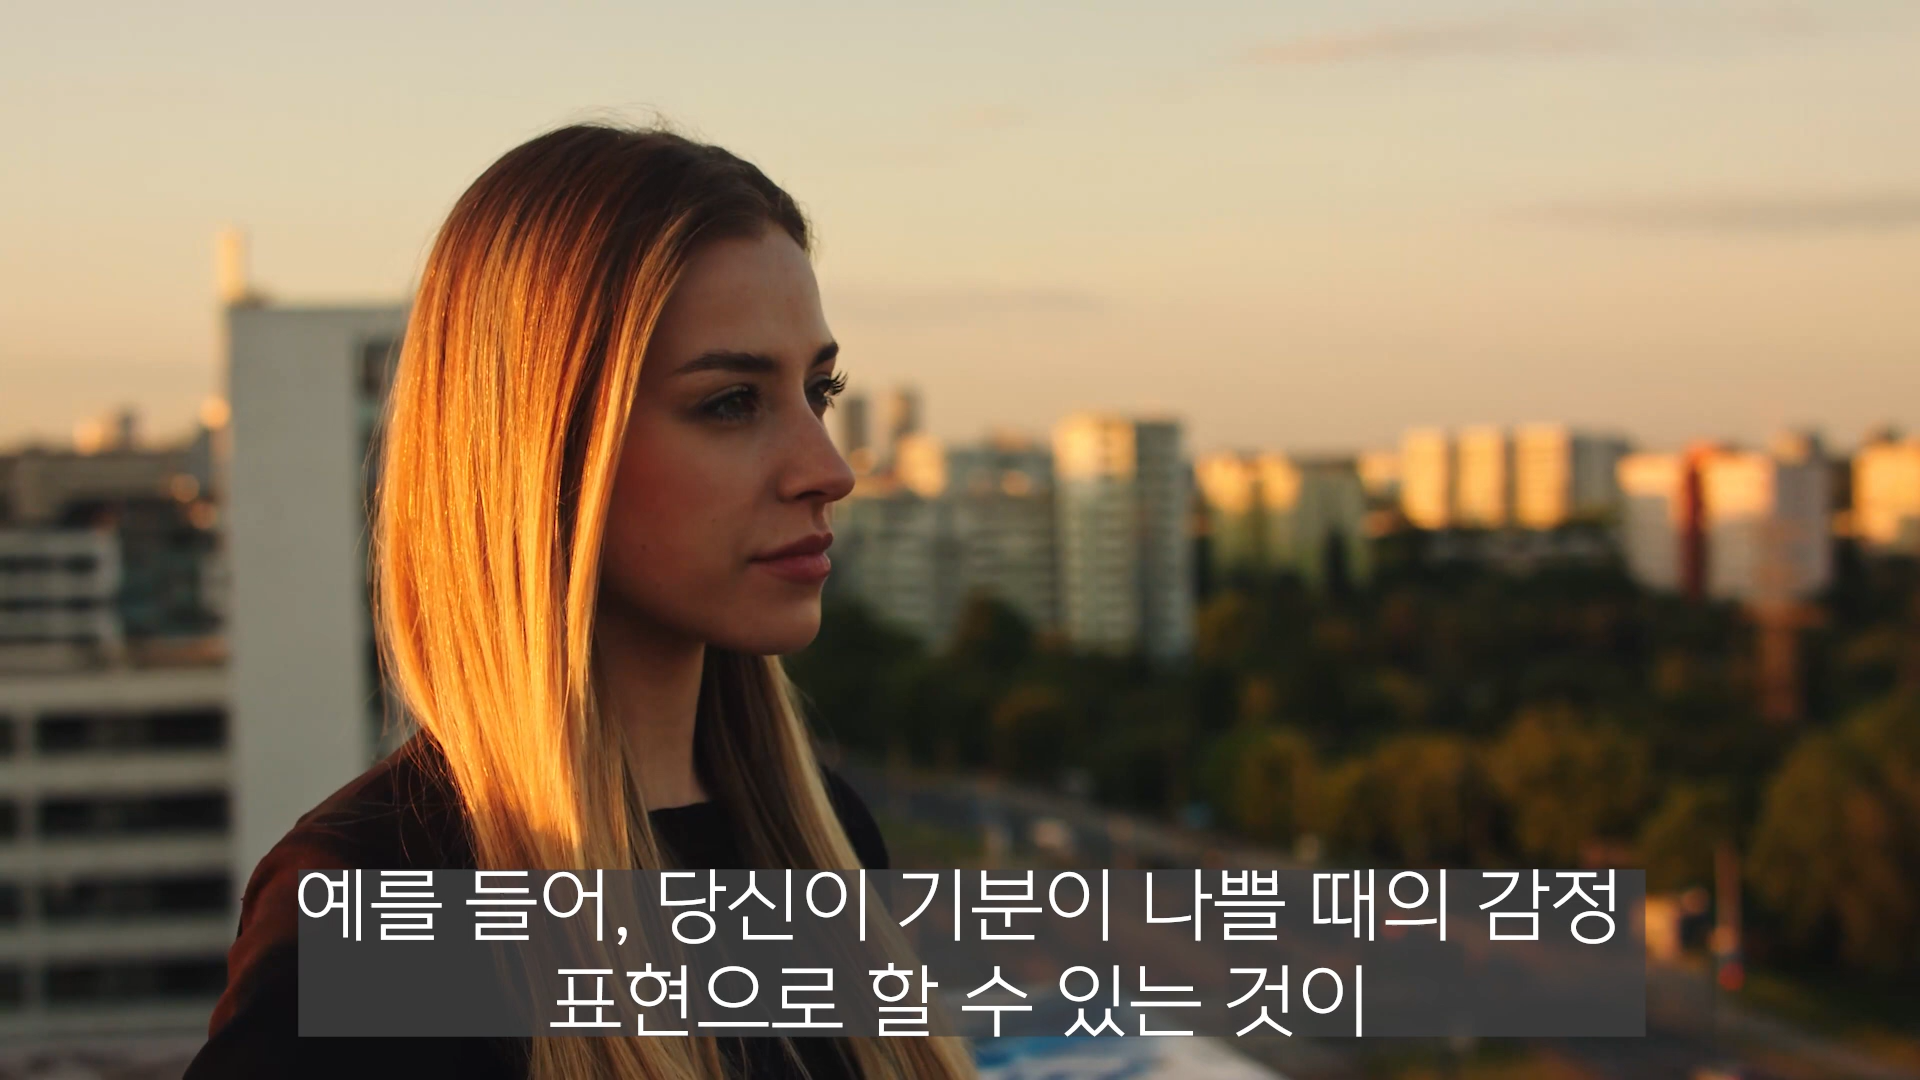 예를 들어, 당신이 기분이 나쁠 때의 감정
표현으로 할 수 있는 것이